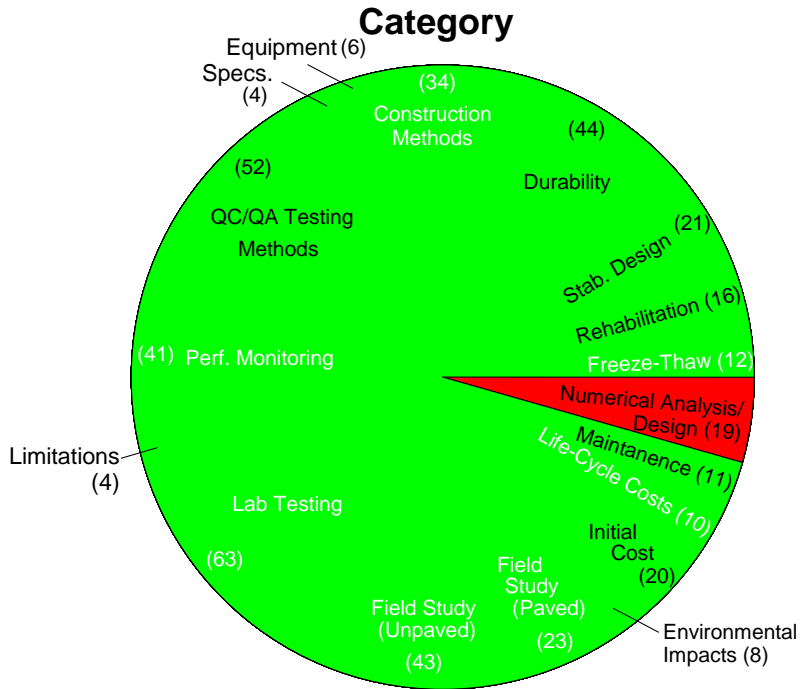 Category
Equipment (6)
Specs.
(4)
(34)
Construction
Methods
(44)
Durability
(52)
QC/QA Testing
Methods
Stab. Design (21)
Rehabilitation (16)
Freeze-Thaw (12)
(41) Perf. Monitoring
Numerical Analysis/
Design (19)
Maintanence (11)
Life-Cycle Costs (10)
Limitations
(4)
Lab Testing
(63)
Initial
Cost
(20)
Field
Study
(Paved)
(23)
Field Study
(Unpaved)
(43)
Environmental
Impacts (8)